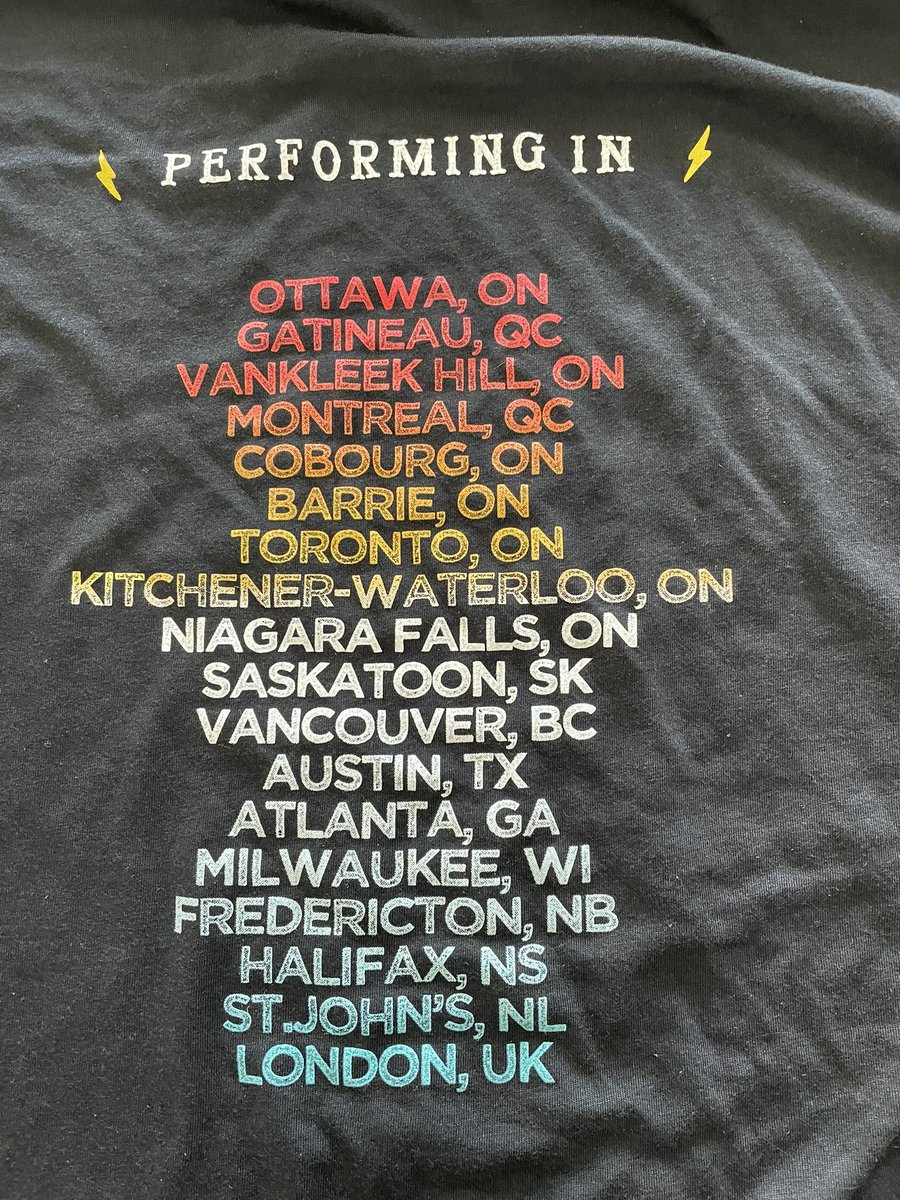 PERFORMING IN
OTTAWA, ON
GATINEAU, QC
VANKLEEK HILL, ON
MONTREAL, QC
COBOURG, ON
BARRIE, ON
TORONTO, ON
KITCHENER-WATERLOO, ON
NIAGARA FALLS, ON
SASKATOON, SK
VANCOUVER, BC
AUSTIN, TX
ATLANTA, GA
MILWAUKEE, WI
FREDERICTON, NB
HALIFAX, NS
ST.JOHN'S, NL
LONDON, UK